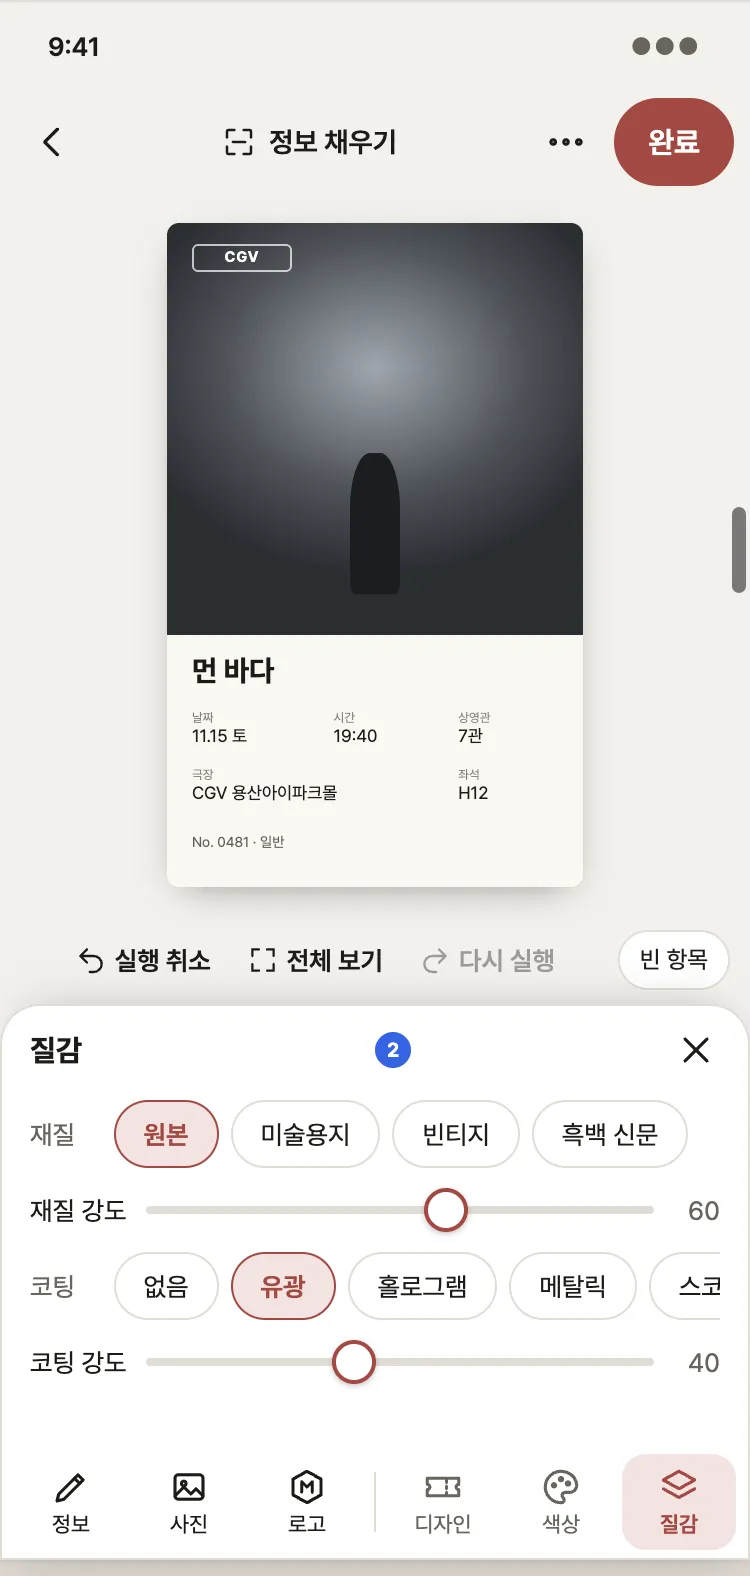 9:41
정보 채우기
완료
CGV
먼 바다
날짜 시간 상영관
11.15 토 19:40 7관
극장 좌석
CGV 용산아이파크몰 H12
No. 0481 · 일반
실행 취소 전체 보기 다시 실행 빈 항목
질감 2
재질 원본 미술용지 빈티지 흑백 신문
재질 강도 60
코팅 없음 유광 홀로그램 메탈릭 스코
코팅 강도 40
정보 사진 로고 디자인 색상 질감